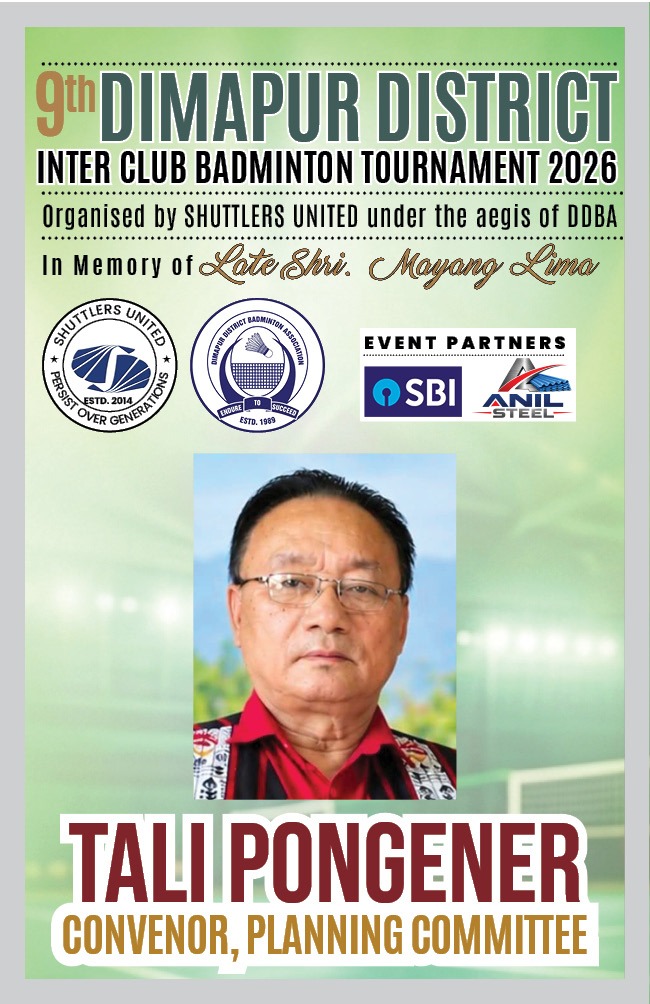 9th DIMAPUR DISTRICT
INTER CLUB BADMINTON TOURNAMENT 2026
Organised by SHUTTLERS UNITED under the aegis of DDBA
In Memory of Late Shri. Mayang Lima
SHUTTLERS UNITED
ESTD. 2014
PERSIST OVER GENERATIONS
DIMAPUR DISTRICT BADMINTON ASSOCIATION
ENDURE TO SUCCEED
ESTD. 1989
EVENT PARTNERS
SBI
ANIL
STEEL
TALI PONGENER
CONVENOR, PLANNING COMMITTEE